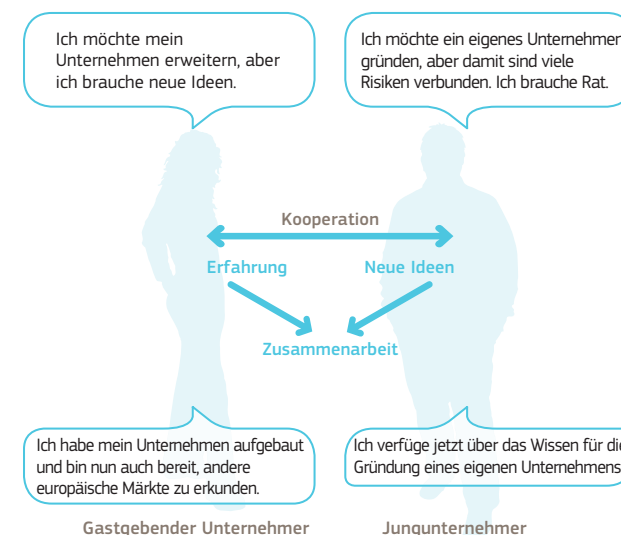 Ich möchte mein
Unternehmen erweitern, aber
ich brauche neue Ideen.
Ich möchte ein eigenes Unternehmen
gründen, aber damit sind viele
Risiken verbunden. Ich brauche Rat.
Kooperation
Erfahrung Neue Ideen
Zusammenarbeit
Ich habe mein Unternehmen aufgebaut
und bin nun auch bereit, andere
europäische Märkte zu erkunden.
Ich verfüge jetzt über das Wissen für die
Gründung eines eigenen Unternehmens
Gastgebender Unternehmer Jungunternehmer